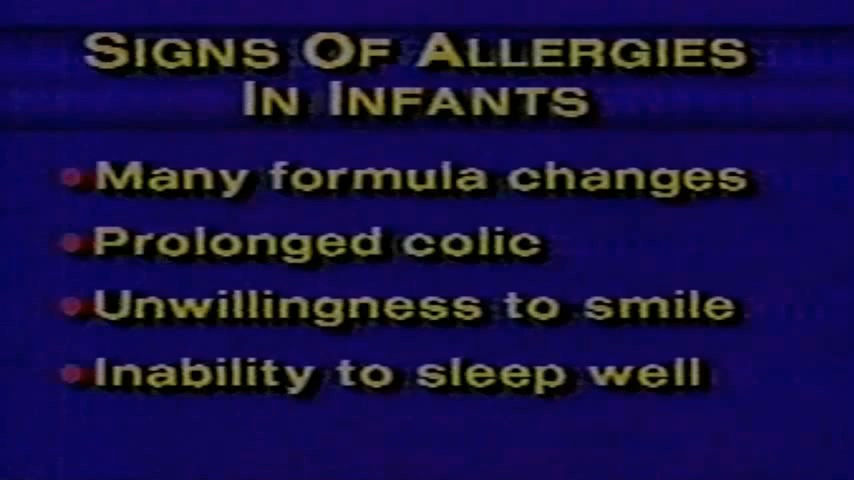 SIGNS OF ALLERGIES
IN INFANTS
Many formula changes
Prolonged colic
Unwillingness to smile
Inability to sleep well